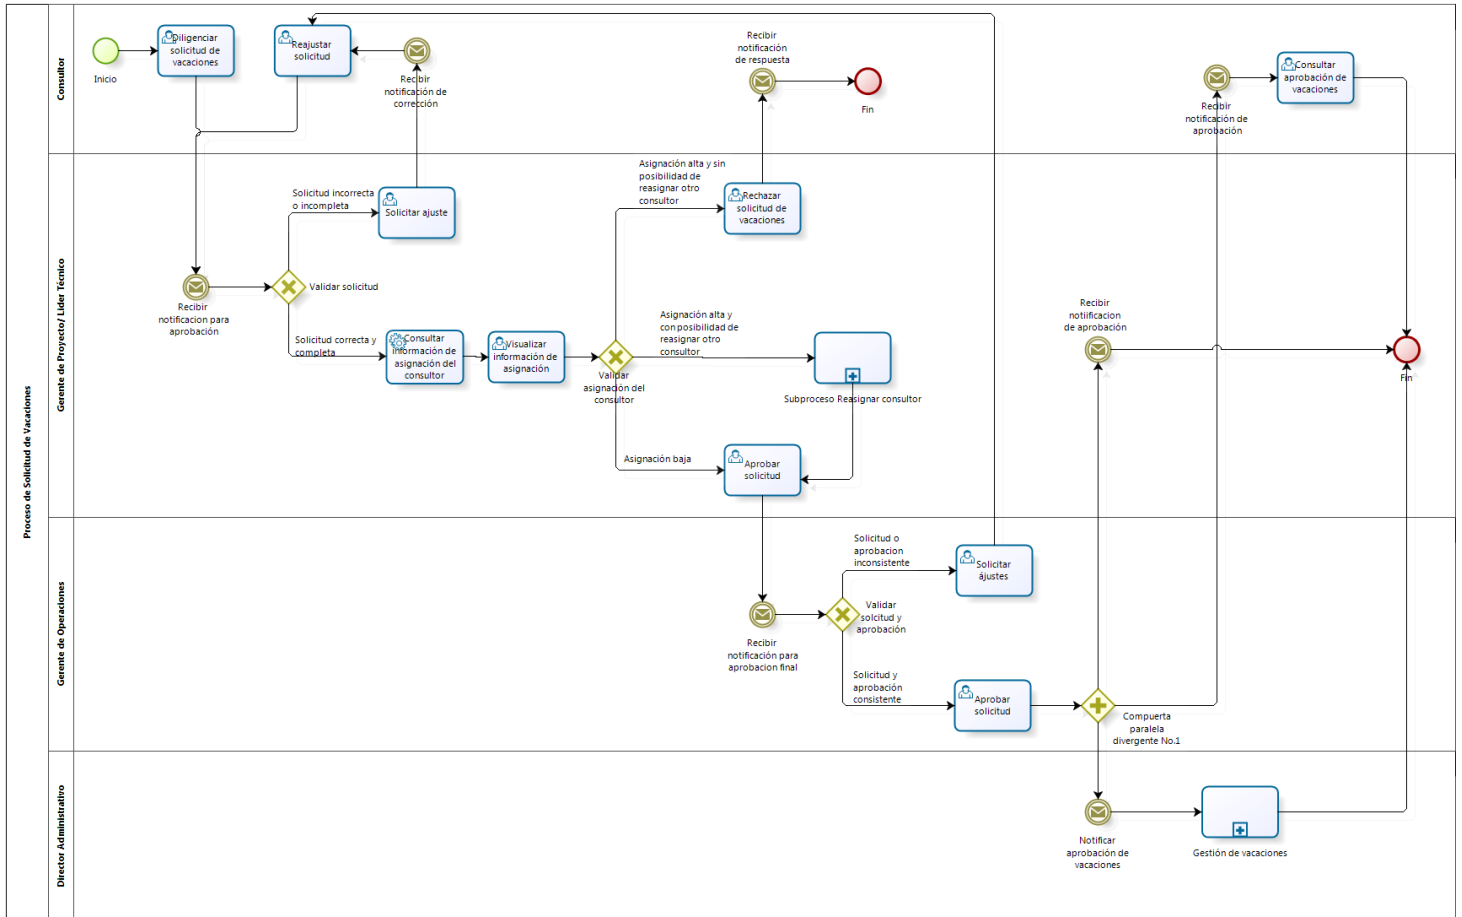 Proceso de Solicitud de Vacaciones
Consultor
Inicio
Diligenciar
solicitud de
vacaciones
Reajustar
solicitud
Recibir
notificación de
corrección
Recibir
notificación
de respuesta
Fin
Recibir
notificación de
aprobación
Consultar
aprobación de
vacaciones
Gerente de Proyecto/ Lider Técnico
Recibir
notificacion para
aprobación
Validar solicitud
Solicitud incorrecta
o incompleta
Solicitar ajuste
Solicitud correcta y
completa
Consultar
información de
asignación del
consultor
Visualizar
información de
asignación
Validar
asignación del
consultor
Asignación alta y sin
posibilidad de
reasignar otro
consultor
Rechazar
solicitud de
vacaciones
Asignación alta y
con posibilidad de
reasignar otro
consultor
Subproceso Reasignar consultor
Asignación baja
Aprobar
solicitud
Recibir
notificacion
de aprobación
Fin
Gerente de Operaciones
Recibir
notificación para
aprobacion final
Validar
solcitud y
aprobación
Solicitud o
aprobacion
inconsistente
Solicitar
ájustes
Solicitud y
aprobación
consistente
Aprobar
solicitud
Compuerta
paralela
divergente No.1
Director Administrativo
Notificar
aprobación de
vacaciones
Gestión de vacaciones